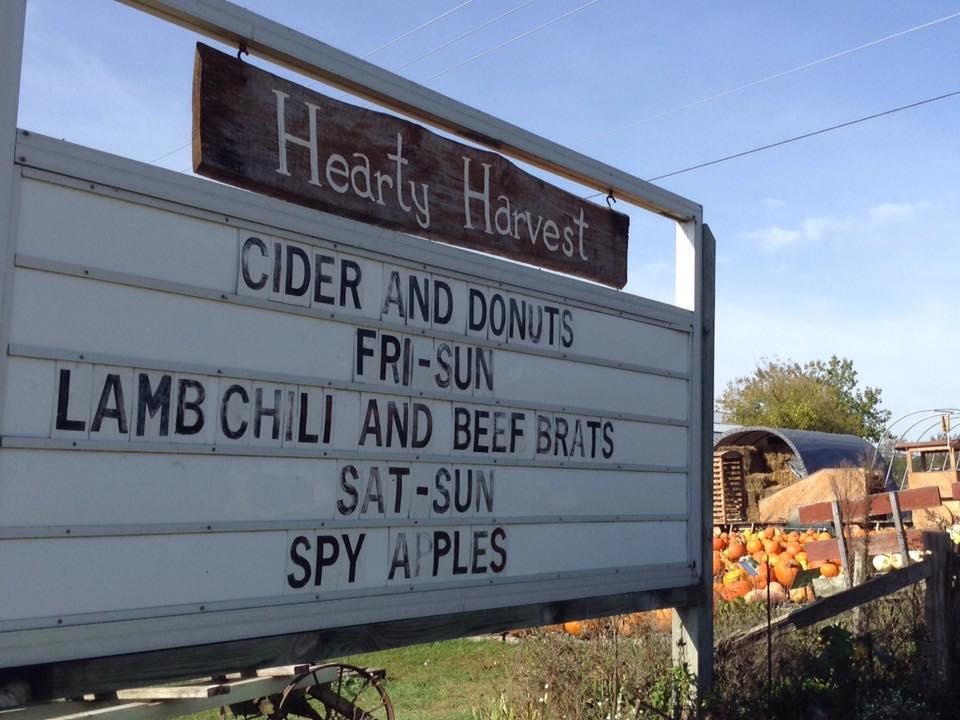 Hearty Harvest
CIDER AND DONUTS
FRI-SUN
LAMB CHILI AND BEEF BRATS
SAT-SUN
SPY APPLES